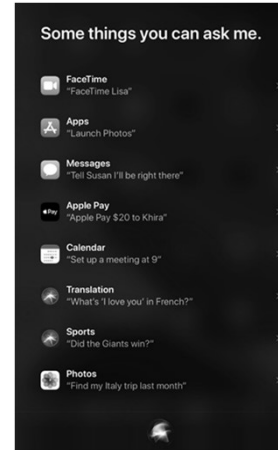 Some things you can ask me.
FaceTime
"FaceTime Lisa"
Apps
"Launch Photos"
Messages
"Tell Susan I'll be right there"
Pay
Apple Pay
"Apple Pay $20 to Khira"
Calendar
"Set up a meeting at 9"
Translation
"What's 'I love you' in French?"
Sports
"Did the Giants win?"
Photos
"Find my Italy trip last month"